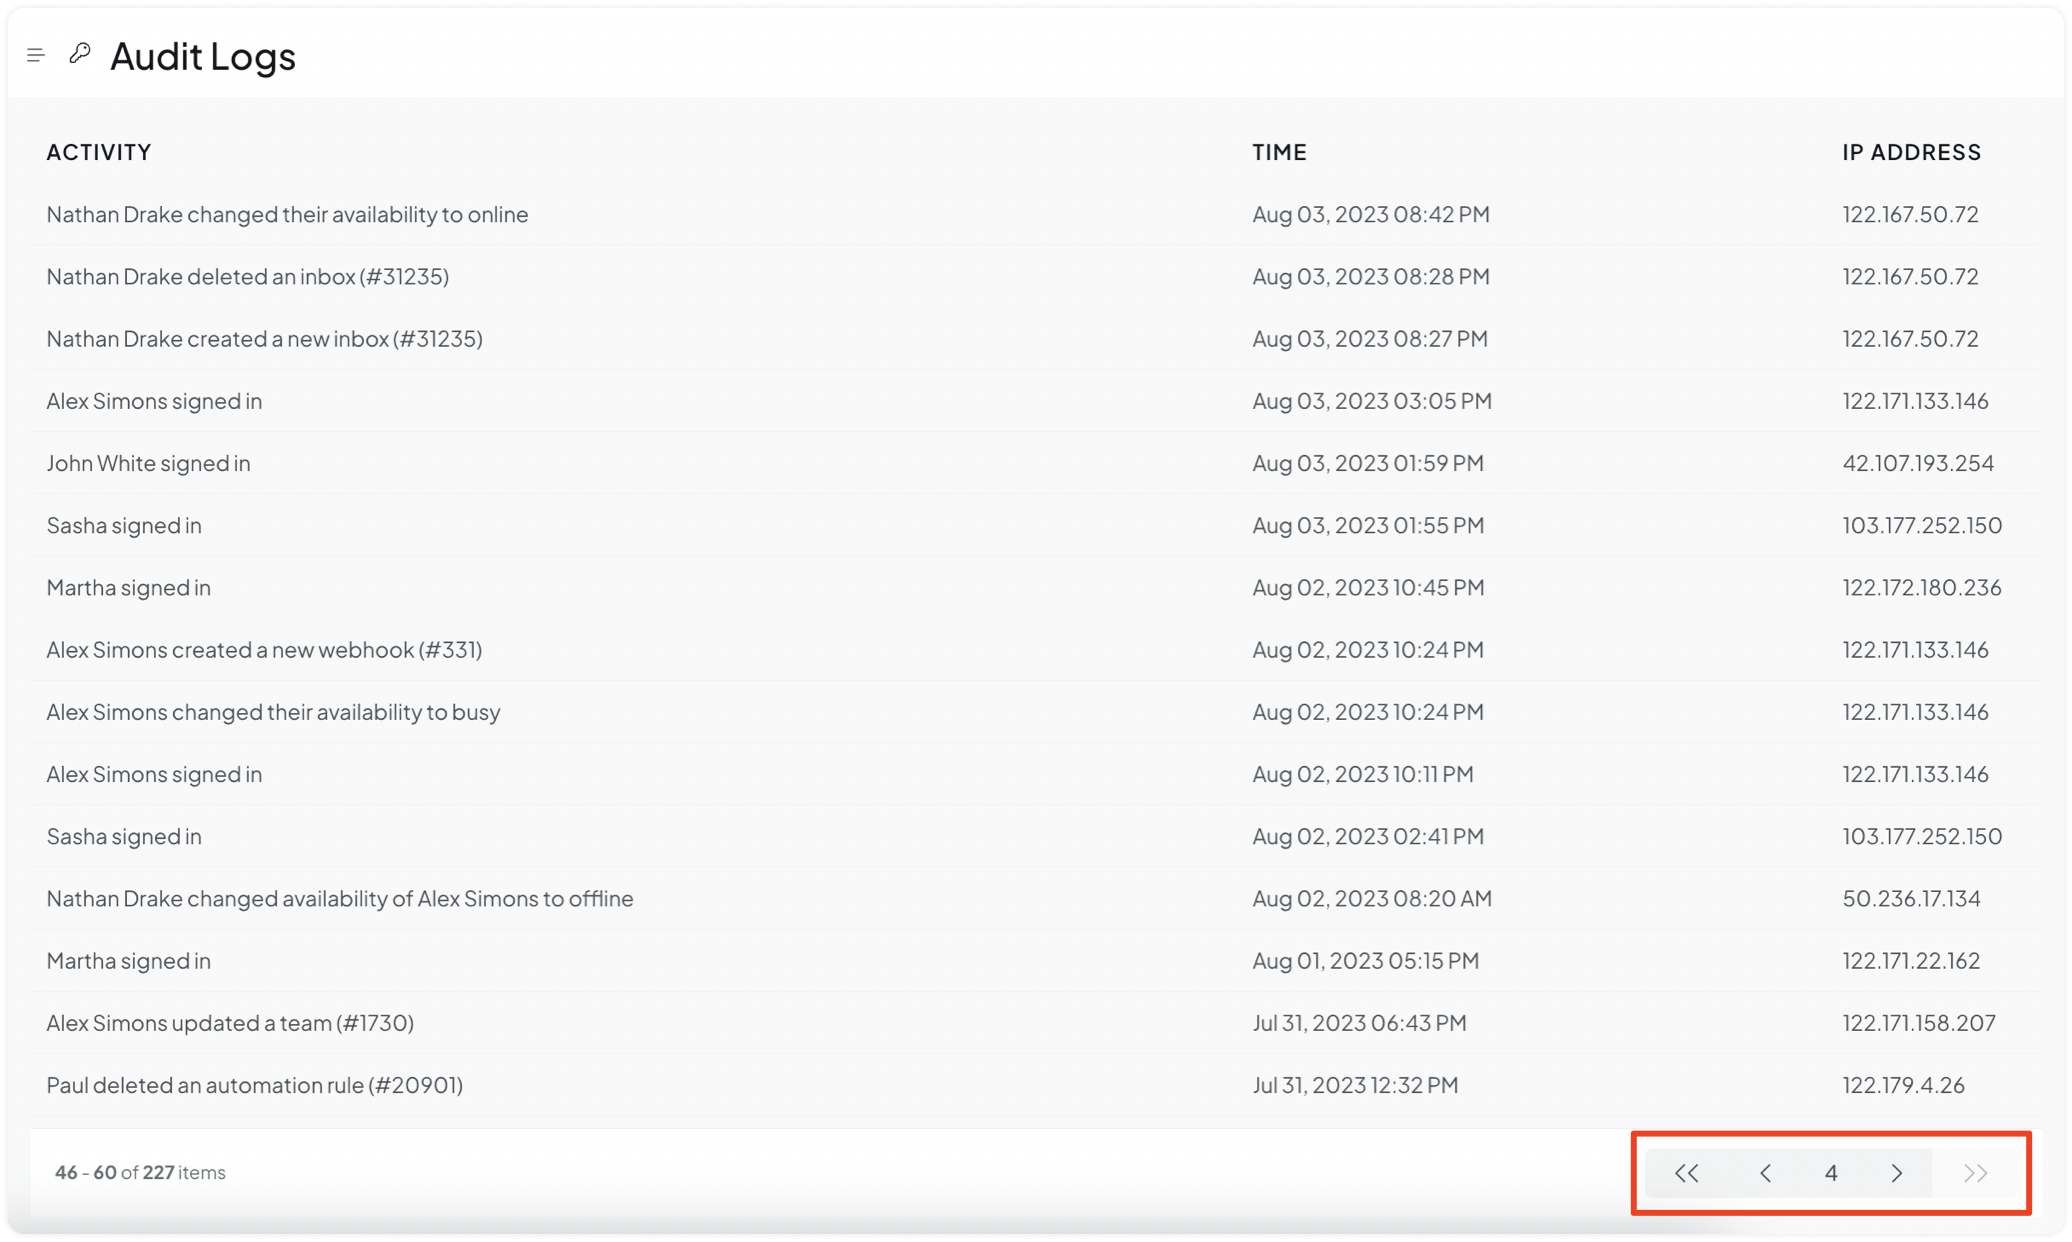 Audit Logs
ACTIVITY TIME IP ADDRESS
Nathan Drake changed their availability to online Aug 03, 2023 08:42 PM 122.167.50.72
Nathan Drake deleted an inbox (#31235) Aug 03, 2023 08:28 PM 122.167.50.72
Nathan Drake created a new inbox (#31235) Aug 03, 2023 08:27 PM 122.167.50.72
Alex Simons signed in Aug 03, 2023 03:05 PM 122.171.133.146
John White signed in Aug 03, 2023 01:59 PM 42.107.193.254
Sasha signed in Aug 03, 2023 01:55 PM 103.177.252.150
Martha signed in Aug 02, 2023 10:45 PM 122.172.180.236
Alex Simons created a new webhook (#331) Aug 02, 2023 10:24 PM 122.171.133.146
Alex Simons changed their availability to busy Aug 02, 2023 10:24 PM 122.171.133.146
Alex Simons signed in Aug 02, 2023 10:11 PM 122.171.133.146
Sasha signed in Aug 02, 2023 02:41 PM 103.177.252.150
Nathan Drake changed availability of Alex Simons to offline Aug 02, 2023 08:20 AM 50.236.17.134
Martha signed in Aug 01, 2023 05:15 PM 122.171.22.162
Alex Simons updated a team (#1730) Jul 31, 2023 06:43 PM 122.171.158.207
Paul deleted an automation rule (#20901) Jul 31, 2023 12:32 PM 122.179.4.26
46 - 60 of 227 items 4